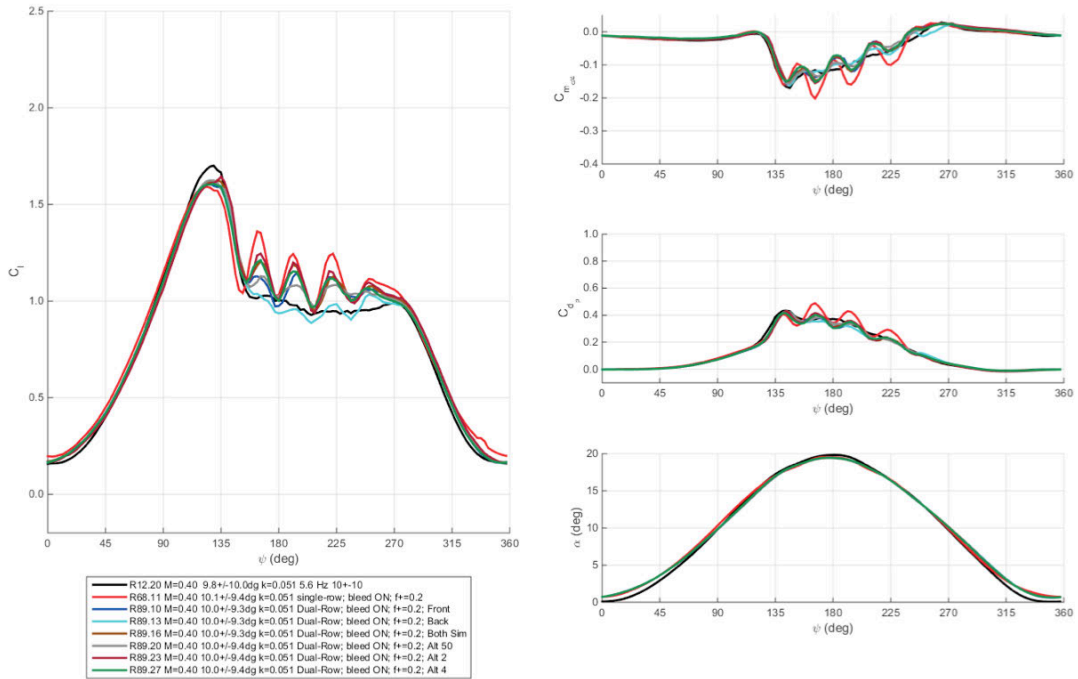 2.5
2.0
1.5
1.0
0.5
0.0
C_l
0 45 90 135 180 225 270 315 360
ψ (deg)
R12.20 M=0.40 9.8+/-10.0dg k=0.051 5.6 Hz 10+-10
R68.11 M=0.40 10.1+/-9.4dg k=0.051 single-row; bleed ON; f+=0.2
R89.10 M=0.40 10.0+/-9.3dg k=0.051 Dual-Row; bleed ON; f+=0.2; Front
R89.13 M=0.40 10.0+/-9.3dg k=0.051 Dual-Row; bleed ON; f+=0.2; Back
R89.16 M=0.40 10.0+/-9.3dg k=0.051 Dual-Row; bleed ON; f+=0.2; Both Sim
R89.20 M=0.40 10.0+/-9.4dg k=0.051 Dual-Row; bleed ON; f+=0.2; Alt 50
R89.23 M=0.40 10.0+/-9.4dg k=0.051 Dual-Row; bleed ON; f+=0.2; Alt 2
R89.27 M=0.40 10.0+/-9.4dg k=0.051 Dual-Row; bleed ON; f+=0.2; Alt 4
0.0
-0.1
-0.2
-0.3
-0.4
0 45 90 135 180 225 270 315 360
ψ (deg)
1.0
0.8
0.6
0.4
0.2
0.0
C_d_p
0 45 90 135 180 225 270 315 360
ψ (deg)
20
15
10
5
0
α (deg)
0 45 90 135 180 225 270 315 360
ψ (deg)